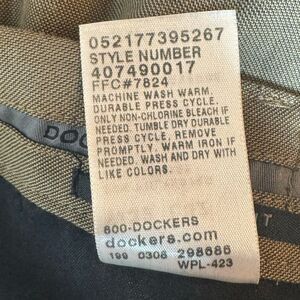 052177395267
STYLE NUMBER
407490017
FFC#7824
MACHINE WASH WARM,
DURABLE PRESS CYCLE.
ONLY NON-CHLORINE BLEACH IF
NEEDED. TUMBLE DRY DURABLE
PRESS CYCLE. REMOVE
PROMPTLY. WARM IRON IF
NEEDED. WASH AND DRY WITH
LIKE COLORS.
800-DOCKERS
dockers.com
199 0308 298686
WPL-423
DOC